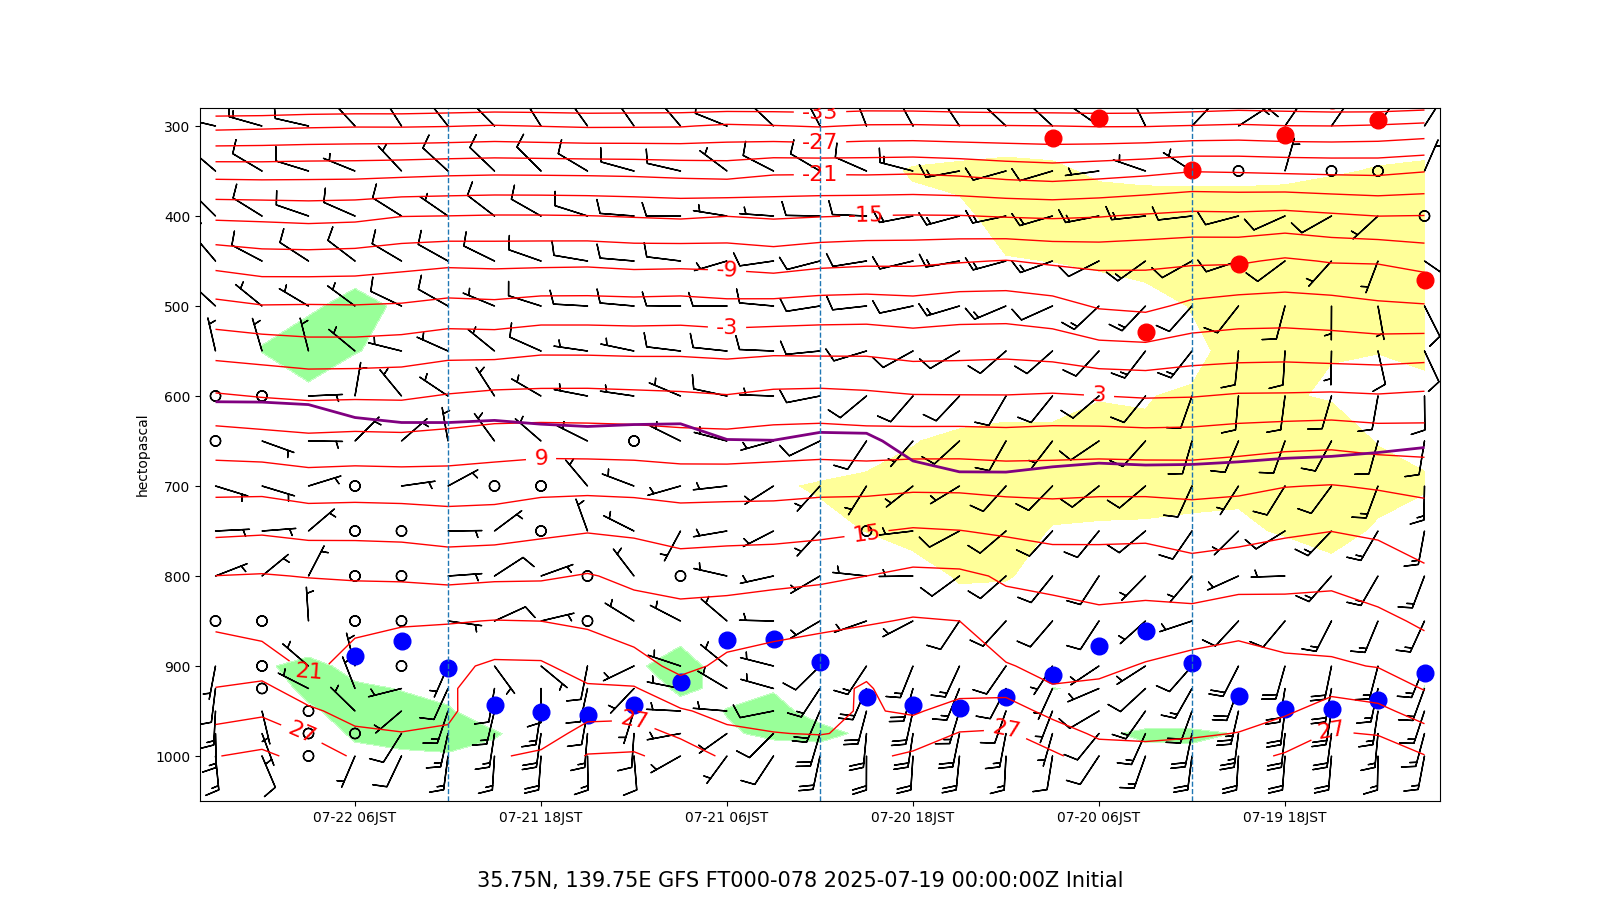 300
400
500
600
700
800
900
1000
hectopascal
-33
-27
-21
15
-9
-3
3
9
15
21
27
27
27
27
07-22 06JST
07-21 18JST
07-21 06JST
07-20 18JST
07-20 06JST
07-19 18JST
35.75N, 139.75E GFS FT000-078 2025-07-19 00:00:00Z Initial